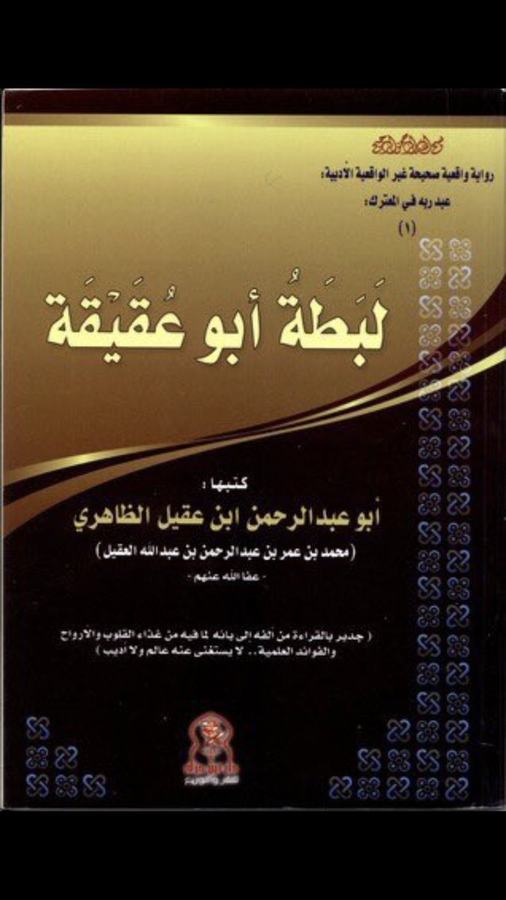 رواية واقعية صحيحة غير الواقعية الأدبية:
عبد ربه في المعترك:
(١)
لَبَطَةُ أبو عُقَيْقَة
كتبها :
أبو عبدالرحمن ابن عقيل الظاهري
(محمد بن عمر بن عبدالرحمن بن عبدالله العقيل)
- عفا الله عنهم -
( جدير بالقراءة من ألفه إلى يائه لما فيه من غذاء القلوب والأرواح
والفوائد العلمية.. لا يستغني عنه عالم ولا أديب )
للنشر والتوزيع